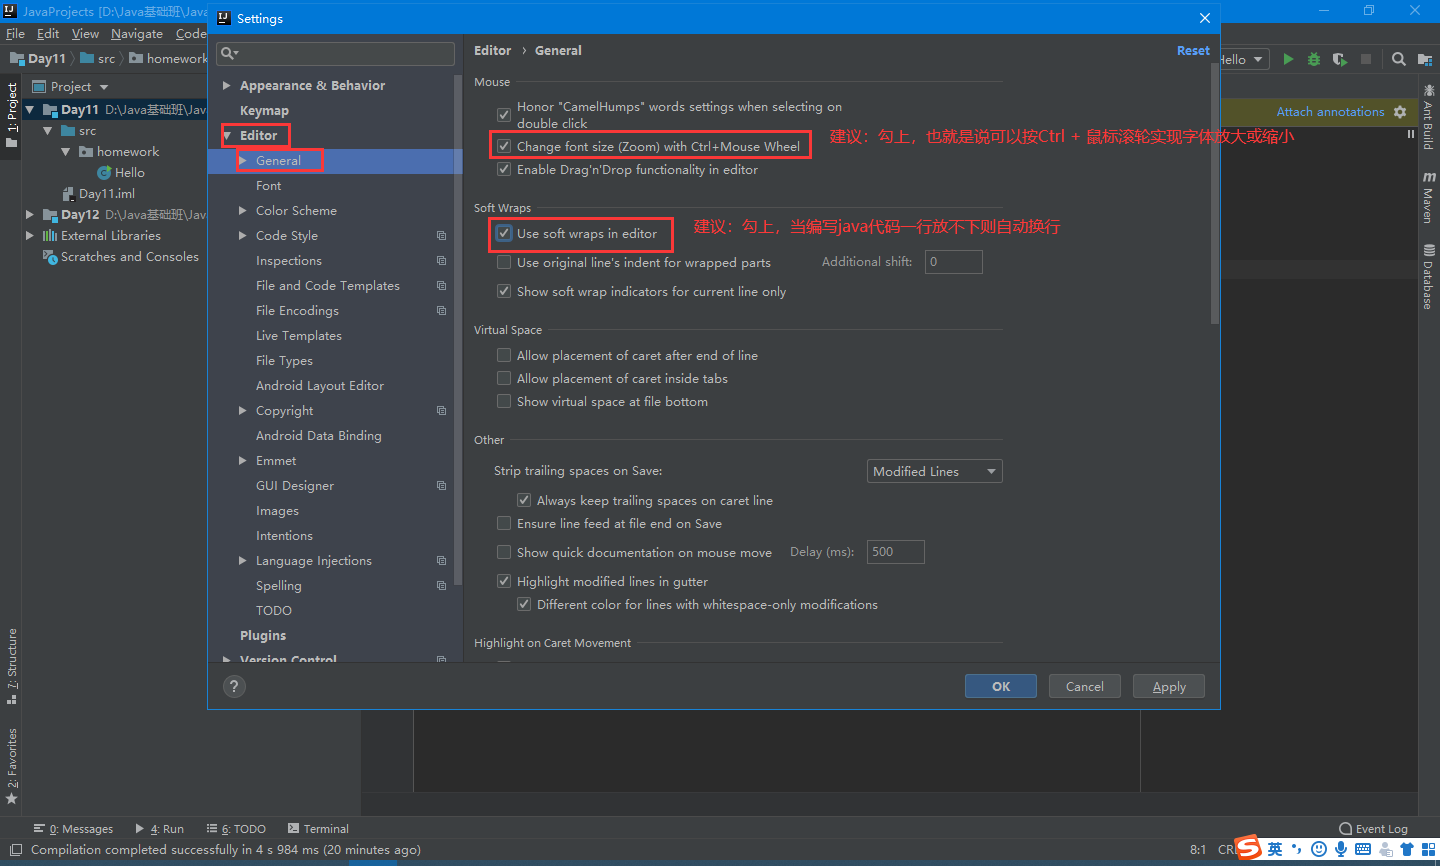 JavaProjects [D:\Java基础班\Java
Settings
File Edit View Navigate Code
Day11 src homework
Hello
Editor › General
Reset
1: Project
Project
Day11 D:\Java基础班\Jav
src
homework
Hello
Day11.iml
Day12 D:\Java基础班\Jav
External Libraries
Scratches and Consoles
Appearance & Behavior
Keymap
Editor
General
Font
Color Scheme
Code Style
Inspections
File and Code Templates
File Encodings
Live Templates
File Types
Android Layout Editor
Copyright
Android Data Binding
Emmet
GUI Designer
Images
Intentions
Language Injections
Spelling
TODO
Plugins
Version Control
Mouse
Honor "CamelHumps" words settings when selecting on
double click
Change font size (Zoom) with Ctrl+Mouse Wheel
建议：勾上，也就是说可以按Ctrl + 鼠标滚轮实现字体放大或缩小
Enable Drag'n'Drop functionality in editor
Soft Wraps
Use soft wraps in editor
建议：勾上，当编写java代码一行放不下则自动换行
Use original line's indent for wrapped parts
Additional shift: 0
Show soft wrap indicators for current line only
Virtual Space
Allow placement of caret after end of line
Allow placement of caret inside tabs
Show virtual space at file bottom
Other
Strip trailing spaces on Save: Modified Lines
Always keep trailing spaces on caret line
Ensure line feed at file end on Save
Show quick documentation on mouse move Delay (ms): 500
Highlight modified lines in gutter
Different color for lines with whitespace-only modifications
Highlight on Caret Movement
?
OK Cancel Apply
Attach annotations
Ant Build
Maven
Database
7: Structure
2: Favorites
0: Messages 4: Run 6: TODO Terminal
Event Log
Compilation completed successfully in 4 s 984 ms (20 minutes ago)
8:1 CRL
S 英